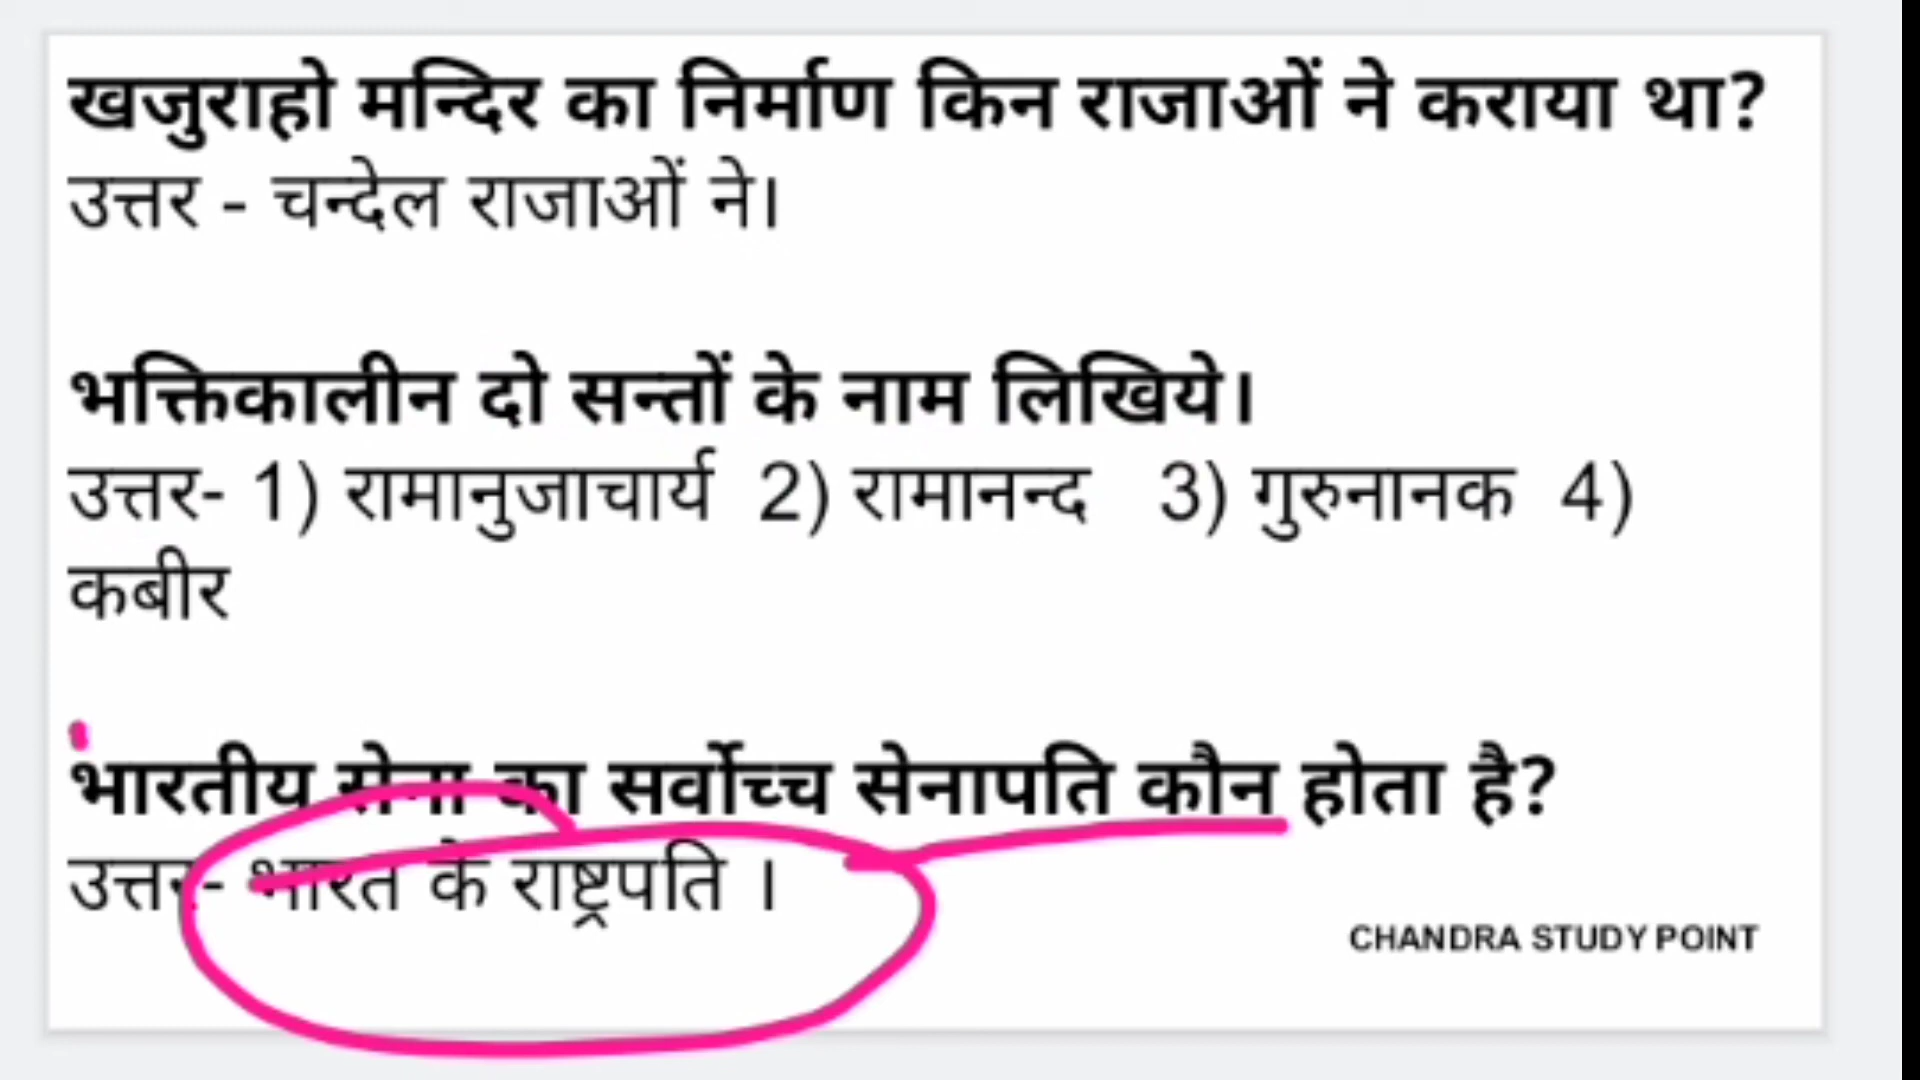 खजुराहो मन्दिर का निर्माण किन राजाओं ने कराया था?
उत्तर - चन्देल राजाओं ने।
भक्तिकालीन दो सन्तों के नाम लिखिये।
उत्तर- 1) रामानुजाचार्य 2) रामानन्द 3) गुरुनानक 4)
कबीर
भारतीय सेना का सर्वोच्च सेनापति कौन होता है?
उत्तर- भारत के राष्ट्रपति ।
CHANDRA STUDY POINT